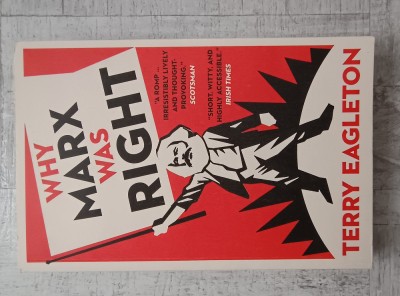 WHY
MARX
WAS
RIGHT
"A ROMP ...
IRRESISTIBLY LIVELY
AND THOUGHT-
PROVOKING."
SCOTSMAN
"SHORT, WITTY, AND
HIGHLY ACCESSIBLE."
IRISH TIMES
TERRY EAGLETON